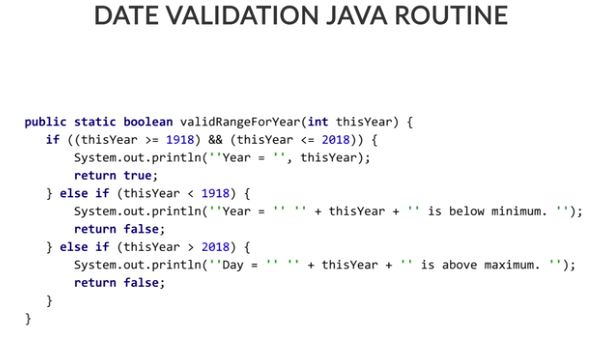 DATE VALIDATION JAVA ROUTINE
public static boolean validRangeForYear(int thisYear) {
if ((thisYear >= 1918) && (thisYear <= 2018)) {
System.out.println(''Year = '', thisYear);
return true;
} else if (thisYear < 1918) {
System.out.println(''Year = '' '' + thisYear + '' is below minimum. '');
return false;
} else if (thisYear > 2018) {
System.out.println(''Day = '' '' + thisYear + '' is above maximum. '');
return false;
}
}